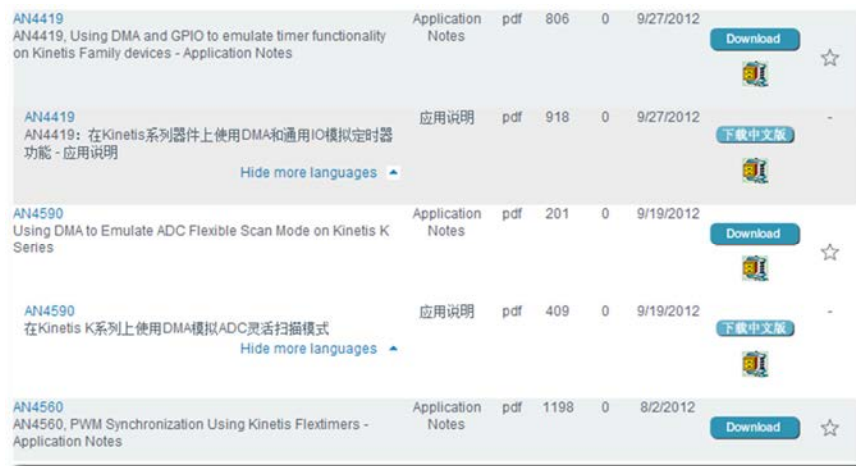 AN4419
AN4419, Using DMA and GPIO to emulate timer functionality
on Kinetis Family devices - Application Notes
Application
Notes
pdf
806
0
9/27/2012
Download
AN4419
AN4419：在Kinetis系列器件上使用DMA和通用IO模拟定时器
功能 - 应用说明
Hide more languages
应用说明
pdf
918
0
9/27/2012
下载中文版
-
AN4590
Using DMA to Emulate ADC Flexible Scan Mode on Kinetis K
Series
Application
Notes
pdf
201
0
9/19/2012
Download
AN4590
在Kinetis K系列上使用DMA模拟ADC灵活扫描模式
Hide more languages
应用说明
pdf
409
0
9/19/2012
下载中文版
-
AN4560
AN4560, PWM Synchronization Using Kinetis Flextimers -
Application Notes
Application
Notes
pdf
1198
0
8/2/2012
Download